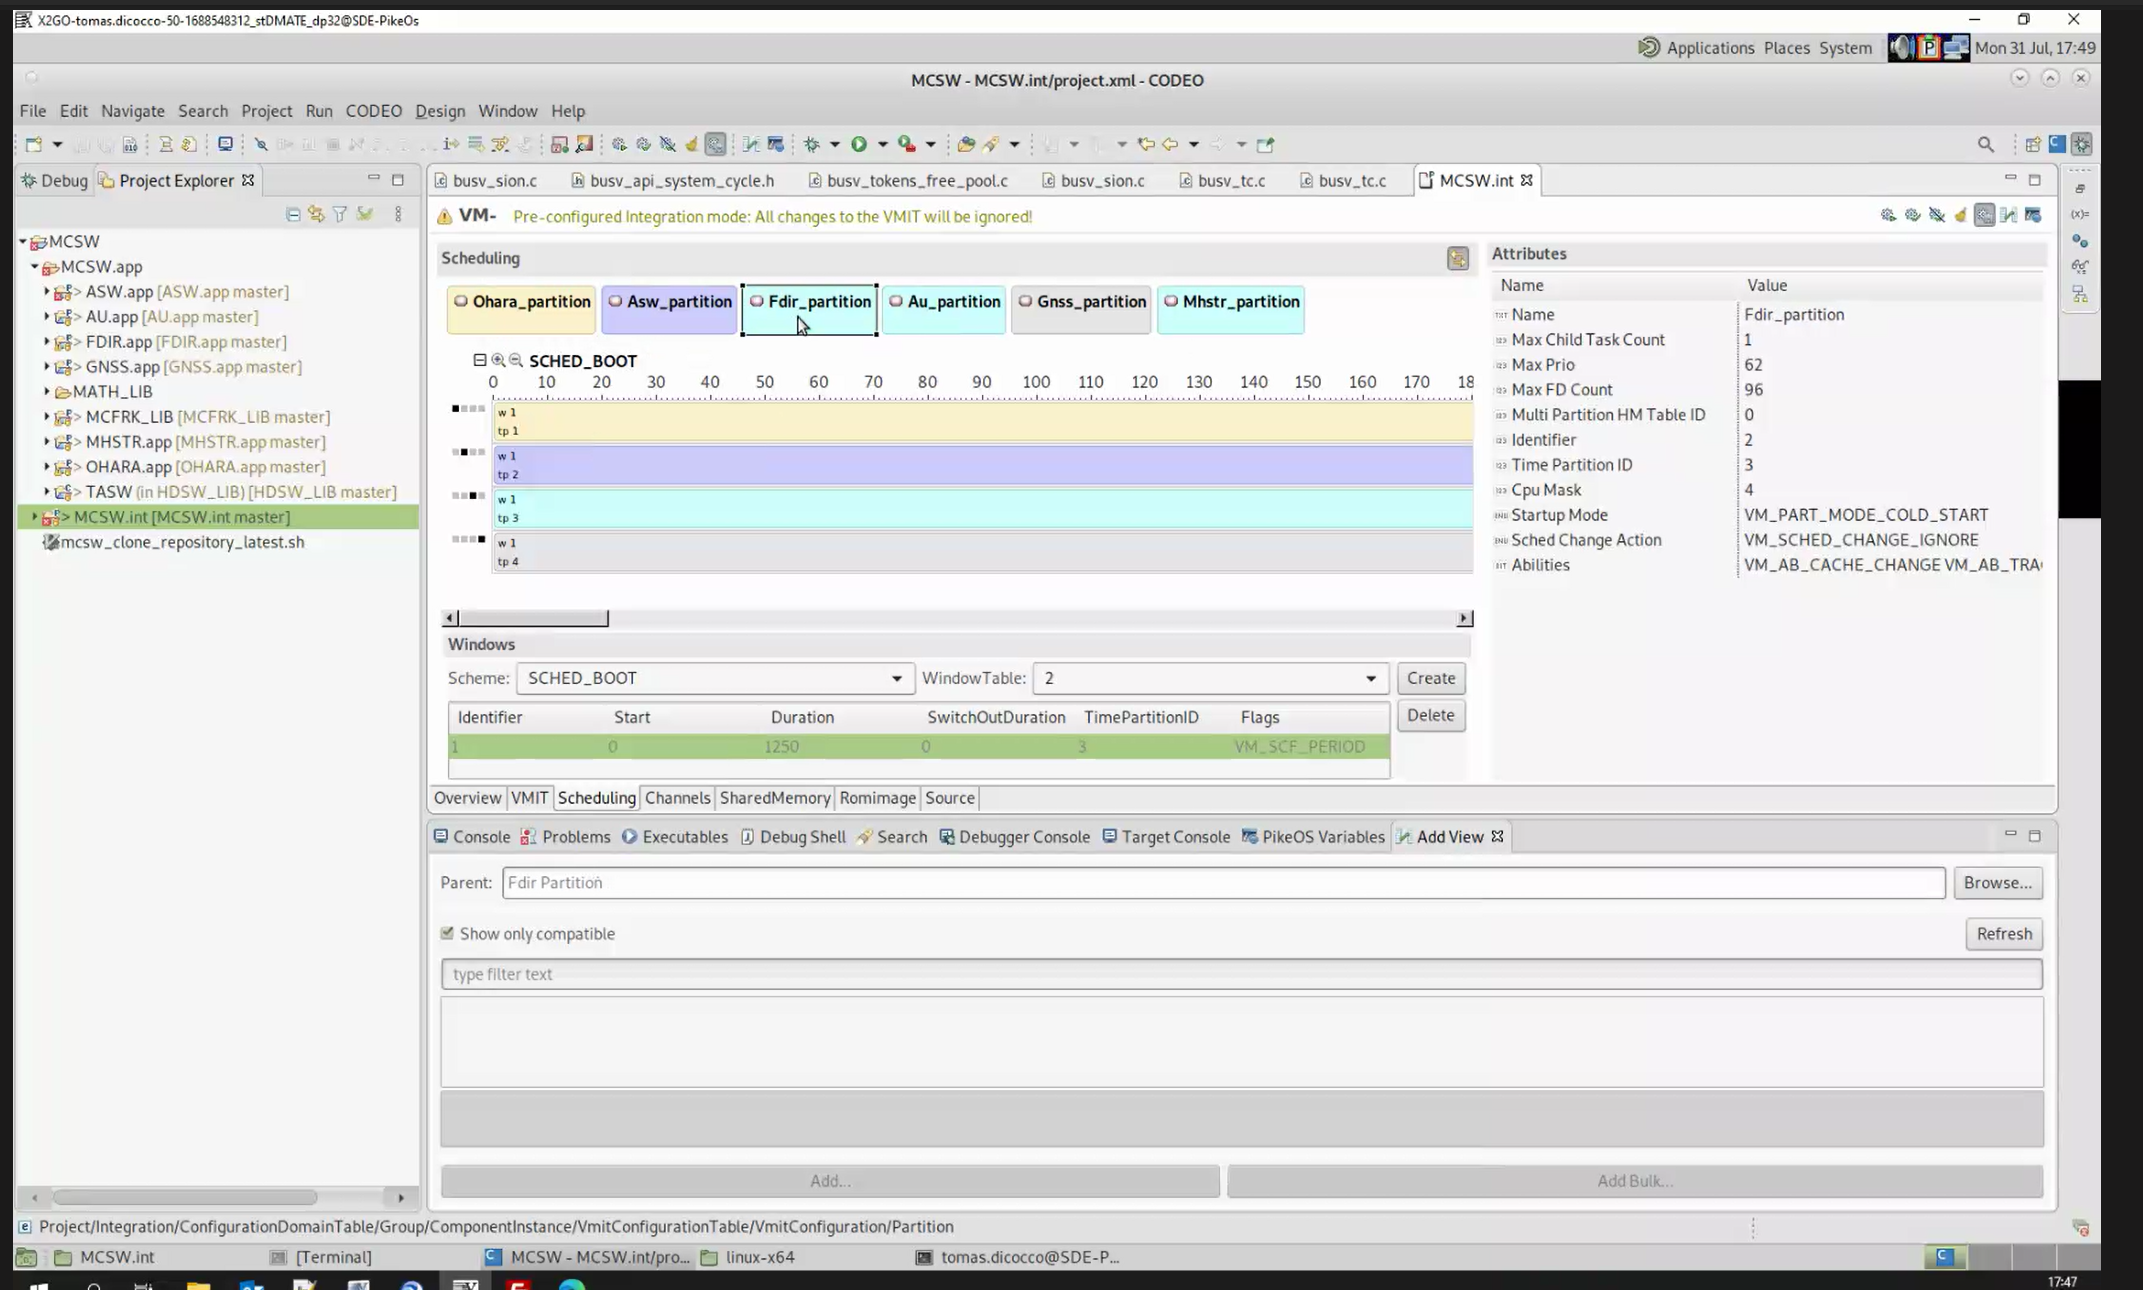 X2GO-tomas.dicocco-50-1688548312_stDMATE_dp32@SDE-PikeOs
Applications Places System Mon 31 Jul, 17:49
MCSW - MCSW.int/project.xml - CODEO
File Edit Navigate Search Project Run CODEO Design Window Help
Debug Project Explorer
busv_sion.c busv_api_system_cycle.h busv_tokens_free_pool.c busv_sion.c busv_tc.c busv_tc.c MCSW.int
VM- Pre-configured Integration mode: All changes to the VMIT will be ignored!
MCSW
MCSW.app
> ASW.app [ASW.app master]
> AU.app [AU.app master]
> FDIR.app [FDIR.app master]
> GNSS.app [GNSS.app master]
MATH_LIB
> MCFRK_LIB [MCFRK_LIB master]
> MHSTR.app [MHSTR.app master]
> OHARA.app [OHARA.app master]
> TASW (in HDSW_LIB) [HDSW_LIB master]
> MCSW.int [MCSW.int master]
mcsw_clone_repository_latest.sh
Scheduling
Ohara_partition Asw_partition Fdir_partition Au_partition Gnss_partition Mhstr_partition
SCHED_BOOT
0 10 20 30 40 50 60 70 80 90 100 110 120 130 140 150 160 170 18
w 1
tp 1
w 1
tp 2
w 1
tp 3
w 1
tp 4
Windows
Scheme: SCHED_BOOT WindowTable: 2 Create
Identifier Start Duration SwitchOutDuration TimePartitionID Flags Delete
1 0 1250 0 3 VM_SCF_PERIOD
Attributes
Name Value
Name Fdir_partition
Max Child Task Count 1
Max Prio 62
Max FD Count 96
Multi Partition HM Table ID 0
Identifier 2
Time Partition ID 3
Cpu Mask 4
Startup Mode VM_PART_MODE_COLD_START
Sched Change Action VM_SCHED_CHANGE_IGNORE
Abilities VM_AB_CACHE_CHANGE VM_AB_TRA
Overview VMIT Scheduling Channels SharedMemory Romimage Source
Console Problems Executables Debug Shell Search Debugger Console Target Console PikeOS Variables Add View
Parent: Fdir Partition Browse...
Show only compatible Refresh
type filter text
Add... Add Bulk...
Project/Integration/ConfigurationDomainTable/Group/ComponentInstance/VmitConfigurationTable/VmitConfiguration/Partition
MCSW.int [Terminal] MCSW - MCSW.int/pro... linux-x64 tomas.dicocco@SDE-P...
17:47